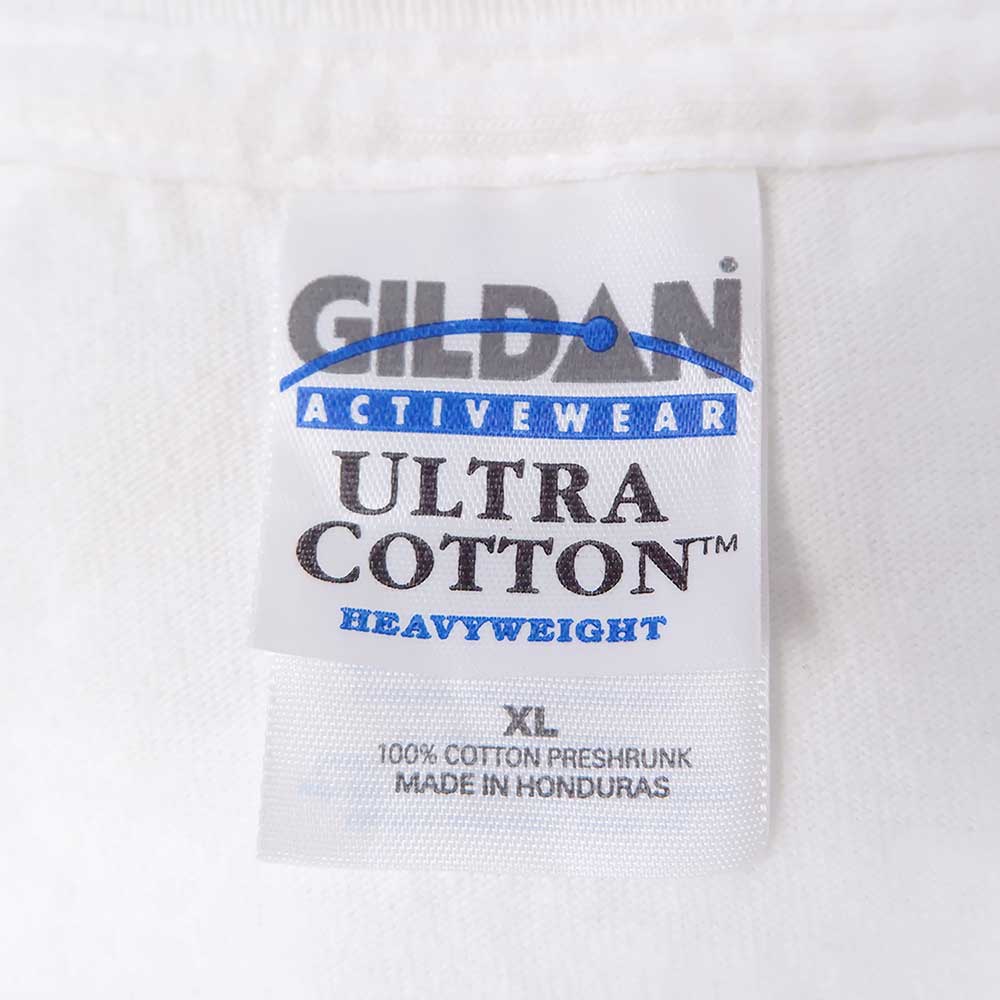 GILDAN®
ACTIVEWEAR
ULTRA
COTTON™
HEAVYWEIGHT
XL
100% COTTON PRESHRUNK
MADE IN HONDURAS